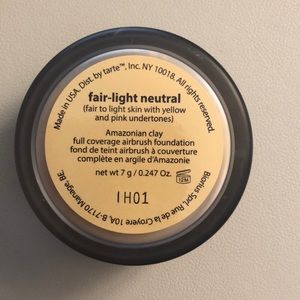 Made in USA. Dist. by tarte™, Inc. NY 10018. All rights reserved.
fair-light neutral
(fair to light skin with yellow
and pink undertones)
Amazonian clay
full coverage airbrush foundation
fond de teint airbrush à couverture
complète en argile d'Amazonie
net wt 7 g / 0.247 Oz.
12M
IH01
Biorius Sprl, Rue de la Croyere 10A, B-7170 Manage, BE